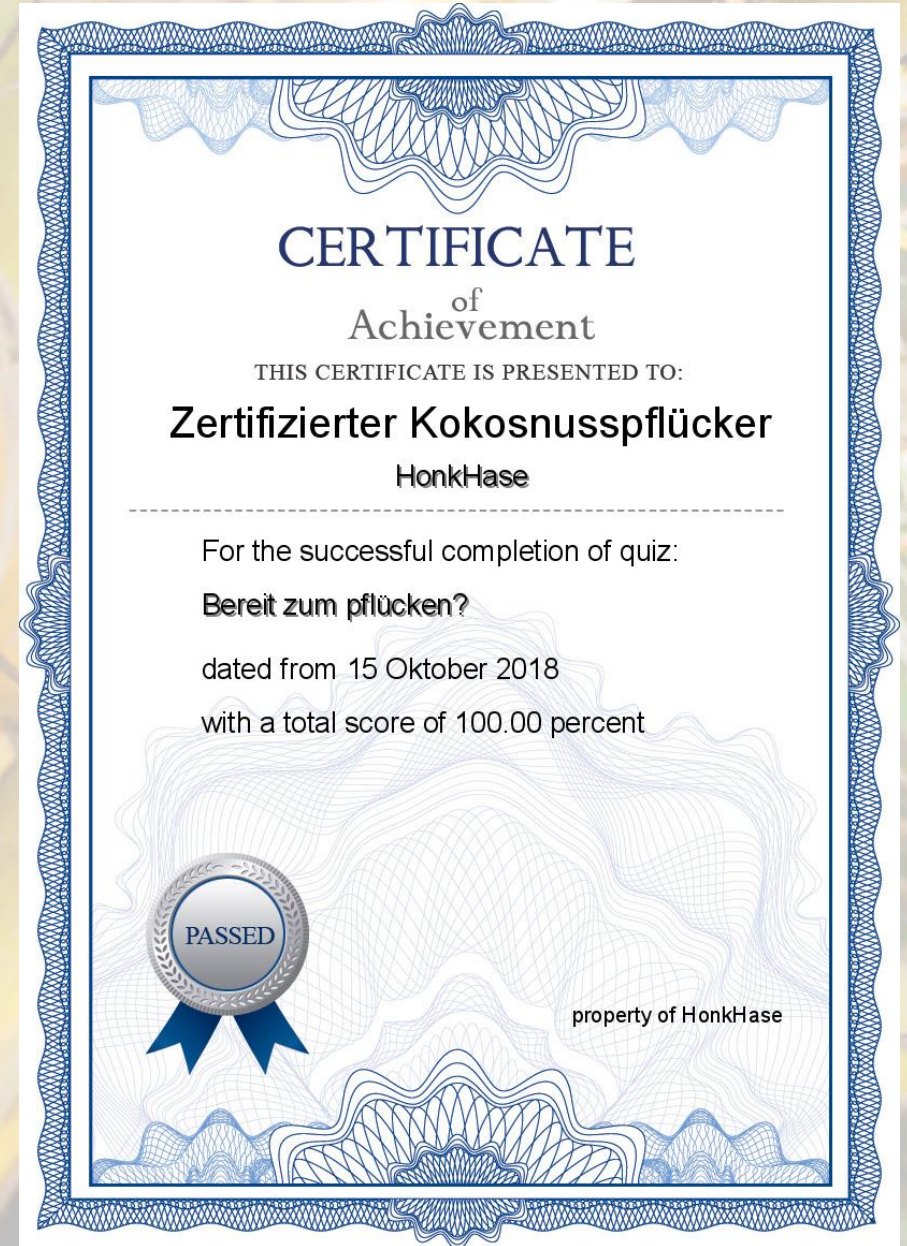 CERTIFICATE
of
Achievement
THIS CERTIFICATE IS PRESENTED TO:
Zertifizierter Kokosnusspflücker
HonkHase
For the successful completion of quiz:
Bereit zum pflücken?
dated from 15 Oktober 2018
with a total score of 100.00 percent
PASSED
property of HonkHase